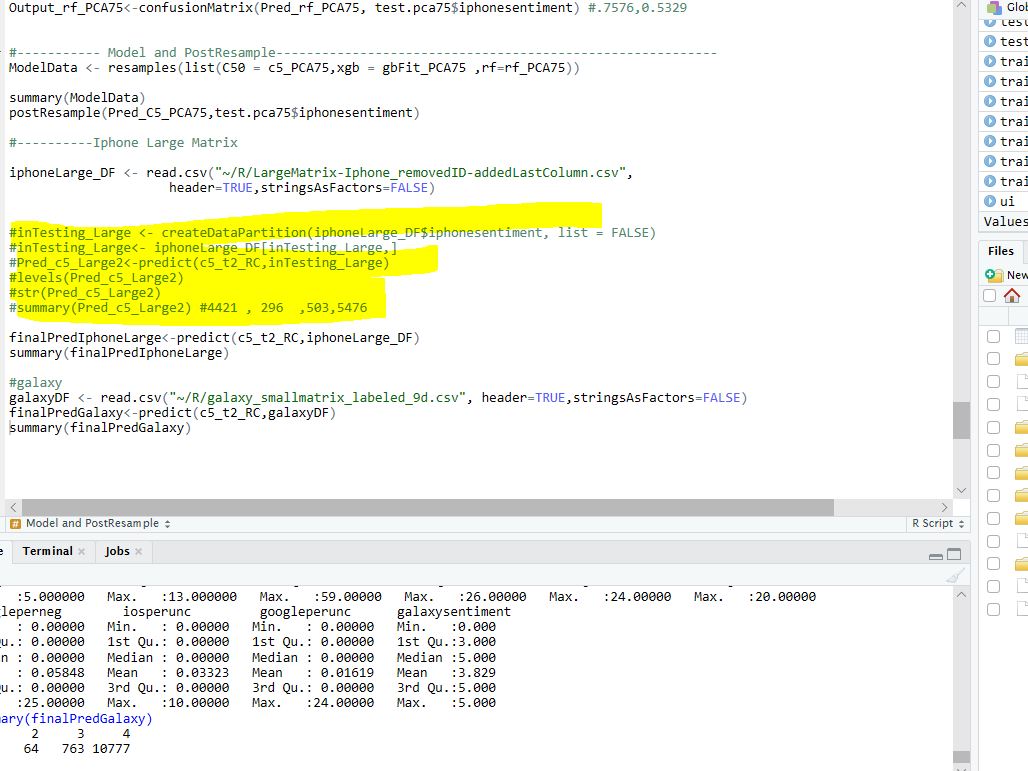 Output_rf_PCA75<-confusionMatrix(Pred_rf_PCA75, test.pca75$iphonesentiment) #.7576,0.5329
#----------- Model and PostResample------------------------------------------------------
ModelData <- resamples(list(C50 = c5_PCA75,xgb = gbFit_PCA75 ,rf=rf_PCA75))
summary(ModelData)
postResample(Pred_C5_PCA75,test.pca75$iphonesentiment)
#----------Iphone Large Matrix
iphoneLarge_DF <- read.csv("~/R/LargeMatrix-Iphone_removedID-addedLastColumn.csv",
header=TRUE,stringsAsFactors=FALSE)
#inTesting_Large <- createDataPartition(iphoneLarge_DF$iphonesentiment, list = FALSE)
#inTesting_Large<- iphoneLarge_DF[inTesting_Large,]
#Pred_c5_Large2<-predict(c5_t2_RC,inTesting_Large)
#levels(Pred_c5_Large2)
#str(Pred_c5_Large2)
#summary(Pred_c5_Large2) #4421 , 296  ,503,5476
finalPredIphoneLarge<-predict(c5_t2_RC,iphoneLarge_DF)
summary(finalPredIphoneLarge)
#galaxy
galaxyDF <- read.csv("~/R/galaxy_smallmatrix_labeled_9d.csv", header=TRUE,stringsAsFactors=FALSE)
finalPredGalaxy<-predict(c5_t2_RC,galaxyDF)
summary(finalPredGalaxy)
# Model and PostResample
R Script
Terminal × Jobs ×
:5.000000 Max. :13.000000 Max. :59.00000 Max. :26.00000 Max. :24.00000 Max. :20.00000
gleperneg iosperunc googleperunc galaxysentiment
: 0.00000 Min. : 0.00000 Min. : 0.00000 Min. :0.000
u.: 0.00000 1st Qu.: 0.00000 1st Qu.: 0.00000 1st Qu.:3.000
n : 0.00000 Median : 0.00000 Median : 0.00000 Median :5.000
: 0.05848 Mean : 0.03323 Mean : 0.01619 Mean :3.829
u.: 0.00000 3rd Qu.: 0.00000 3rd Qu.: 0.00000 3rd Qu.:5.000
:25.00000 Max. :10.00000 Max. :24.00000 Max. :5.000
mary(finalPredGalaxy)
2 3 4
64 763 10777
Glob
test
test
trai
trai
trai
trai
trai
trai
trai
ui
Values
Files
New